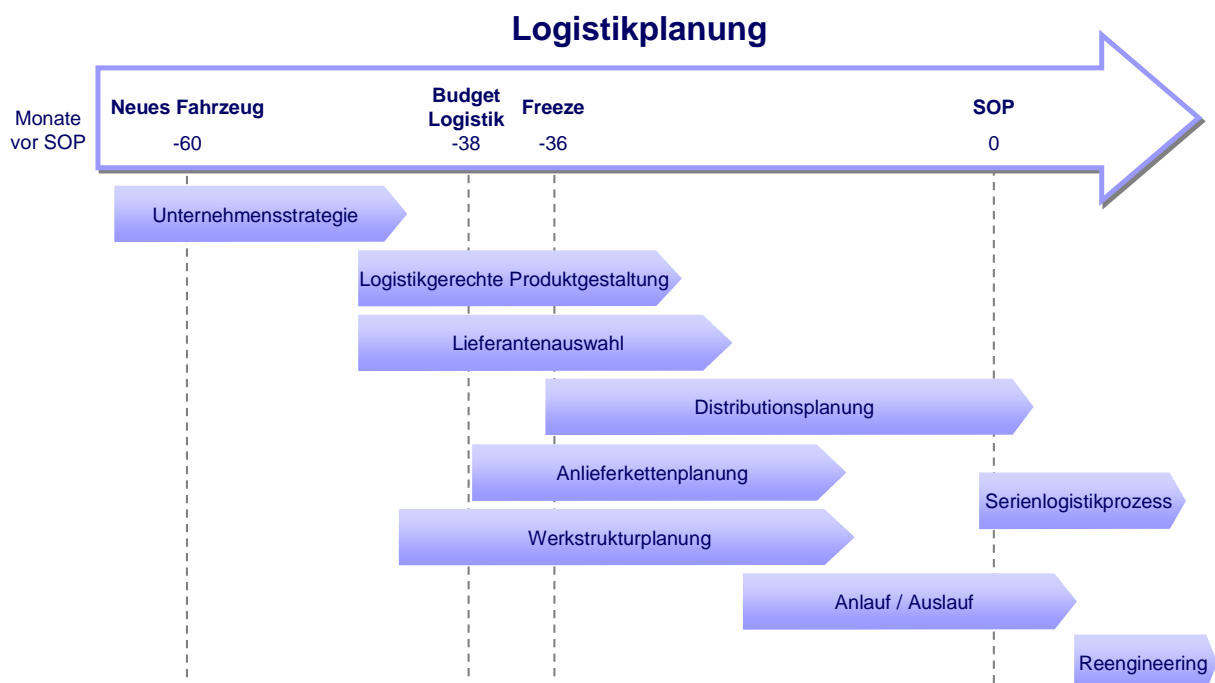 Logistikplanung
Monate
vor SOP
Neues Fahrzeug
-60
Budget
Logistik
-38
Freeze
-36
SOP
0
Unternehmensstrategie
Logistikgerechte Produktgestaltung
Lieferantenauswahl
Distributionsplanung
Anlieferkettenplanung
Serienlogistikprozess
Werkstrukturplanung
Anlauf / Auslauf
Reengineering